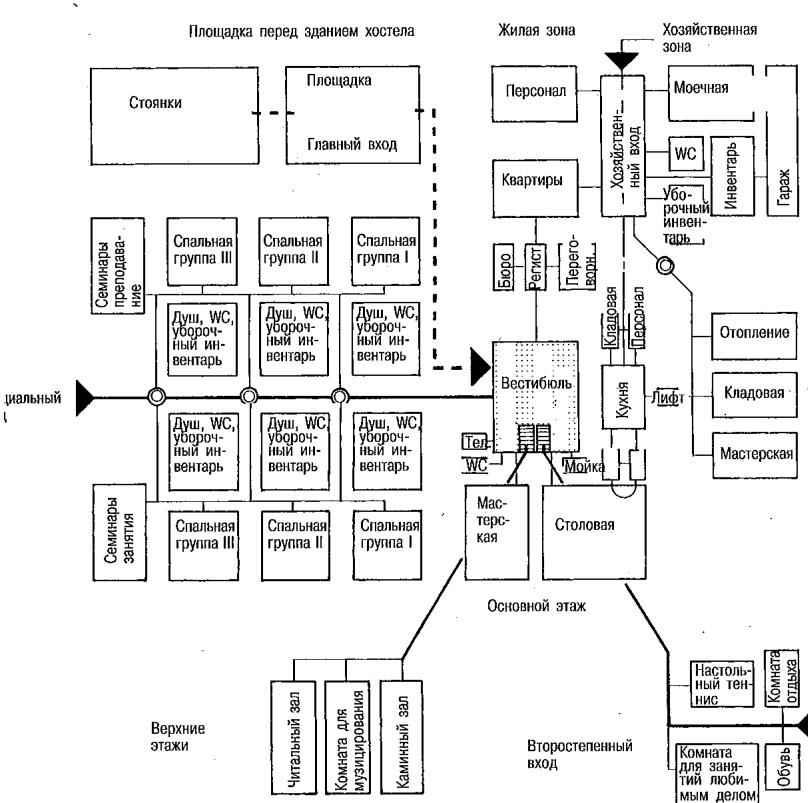 Площадка перед зданием хостела
Жилая зона
Хозяйственная
зона
Стоянки
Площадка
Главный вход
Персонал
Хозяйствен-
ный вход
Моечная
WC
Инвентарь
Гараж
Квартиры
Убо-
рочный
инвен-
тарь
Семинары
преподава-
ние
Спальная
группа III
Спальная
группа II
Спальная
группа I
Бюро
Регист
Перего-
ворн.
Душ, WC,
уборoч-
ный ин-
вентарь
Душ, WC,
убороч-
ный ин-
вентарь
Душ, WC,
убороч-
ный ин-
вентарь
Кладовая
Персонал
Отопление
Вестибюль
циальный
Кухня
Лифт
Кладовая
Душ, WC,
убороч-
ный ин-
вентарь
Душ, WC,
убороч-
ный ин-
вентарь
Душ, WC,
убороч-
ный ин-
вентарь
Тел
WC
Мойка
Мастерская
Семинары
занятия
Спальная
группа III
Спальная
группа II
Спальная
группа I
Мас-
терс-
кая
Столовая
Основной этаж
Верхние
этажи
Читальный зал
Комната для
музицирования
Каминный зал
Настоль-
ный тен-
нис
Комната
отдыха
Второстепенный
вход
Комната
для заня-
тий люби-
мым делом
Обувь